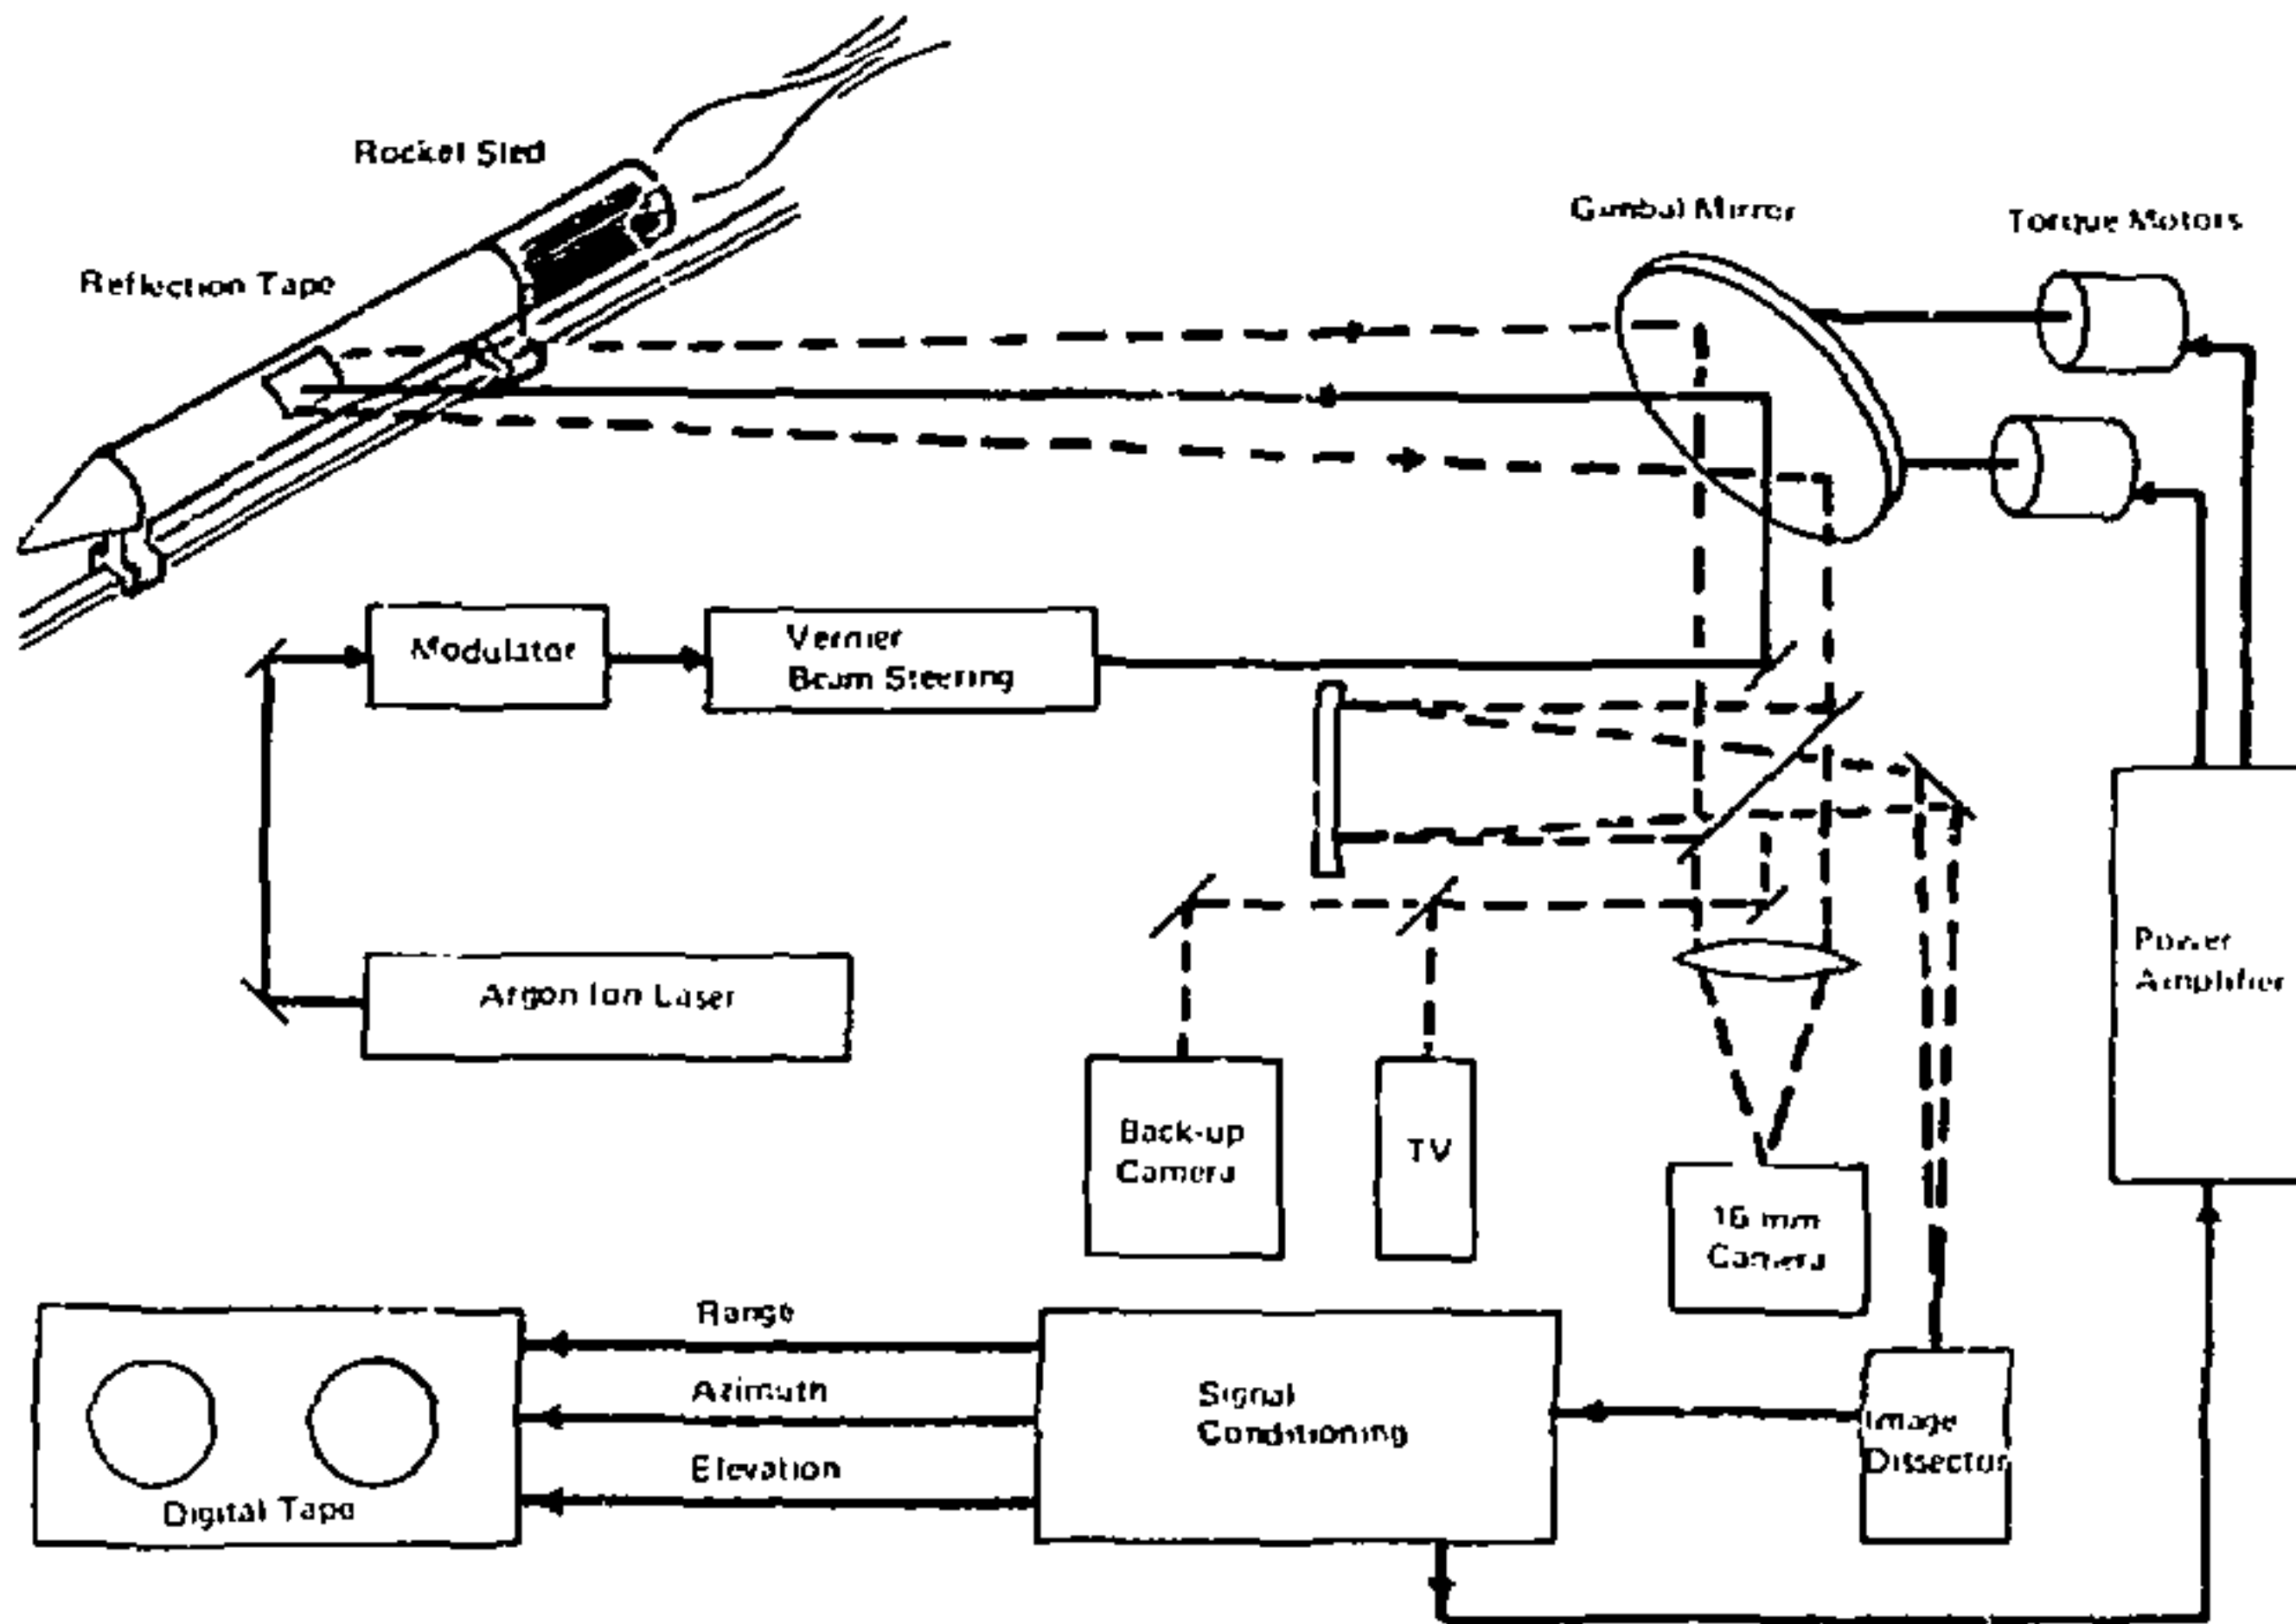 Rocket Sled
Gimbal Mirror
Torque Motors
Reflection Tape
Modulator
Vernier
Beam Steering
Argon Ion Laser
Power
Amplifier
Back-up
Camera
TV
16 mm
Camera
Range
Azimuth
Elevation
Signal
Conditioning
Image
Dissector
Digital Tape